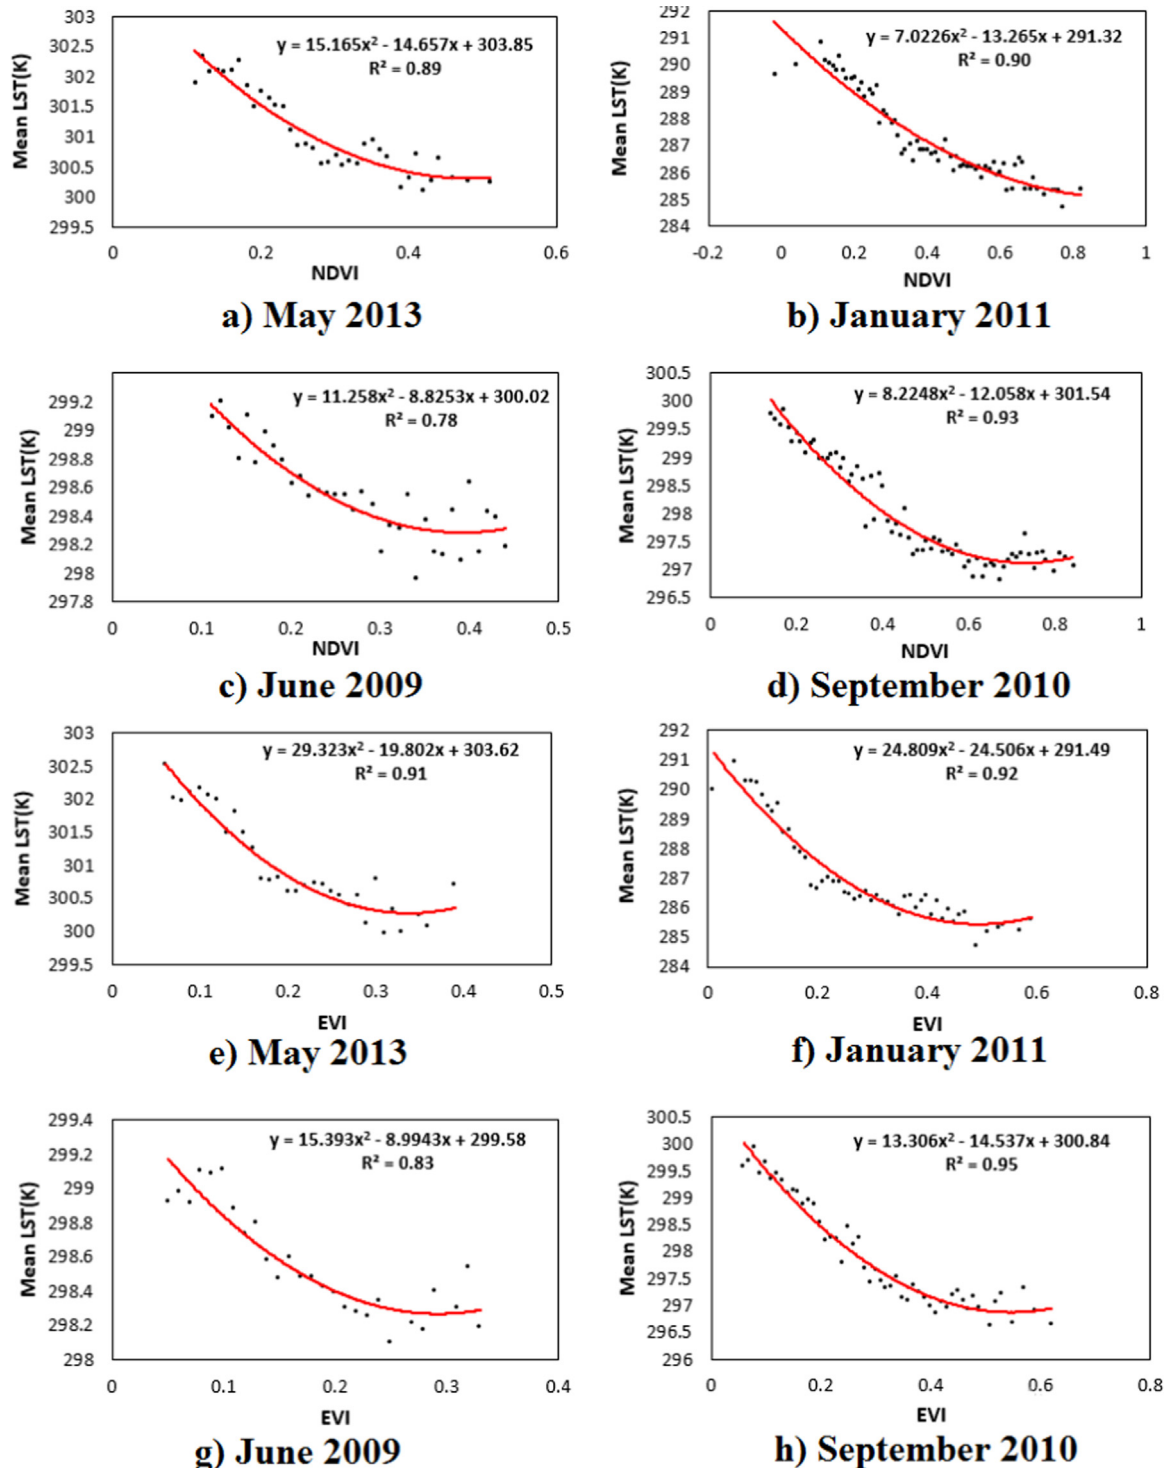 303
302.5
302
301.5
301
300.5
300
299.5
Mean LST(K)
y = 15.165x² - 14.657x + 303.85
R² = 0.89
0 0.2 0.4 0.6
NDVI
a) May 2013
292
291
290
289
288
287
286
285
284
Mean LST(K)
y = 7.0226x² - 13.265x + 291.32
R² = 0.90
-0.2 0 0.2 0.4 0.6 0.8 1
NDVI
b) January 2011
299.2
299
298.8
298.6
298.4
298.2
298
297.8
Mean LST(K)
y = 11.258x² - 8.8253x + 300.02
R² = 0.78
0 0.1 0.2 0.3 0.4 0.5
NDVI
c) June 2009
300.5
300
299.5
299
298.5
298
297.5
297
296.5
Mean LST(K)
y = 8.2248x² - 12.058x + 301.54
R² = 0.93
0 0.2 0.4 0.6 0.8 1
NDVI
d) September 2010
303
302.5
302
301.5
301
300.5
300
299.5
Mean LST(K)
y = 29.323x² - 19.802x + 303.62
R² = 0.91
0 0.1 0.2 0.3 0.4 0.5
EVI
e) May 2013
292
291
290
289
288
287
286
285
284
Mean LST(K)
y = 24.809x² - 24.506x + 291.49
R² = 0.92
0 0.2 0.4 0.6 0.8
EVI
f) January 2011
299.4
299.2
299
298.8
298.6
298.4
298.2
298
Mean LST(K)
y = 15.393x² - 8.9943x + 299.58
R² = 0.83
0 0.1 0.2 0.3 0.4
EVI
g) June 2009
300.5
300
299.5
299
298.5
298
297.5
297
296.5
296
Mean LST(K)
y = 13.306x² - 14.537x + 300.84
R² = 0.95
0 0.2 0.4 0.6 0.8
EVI
h) September 2010